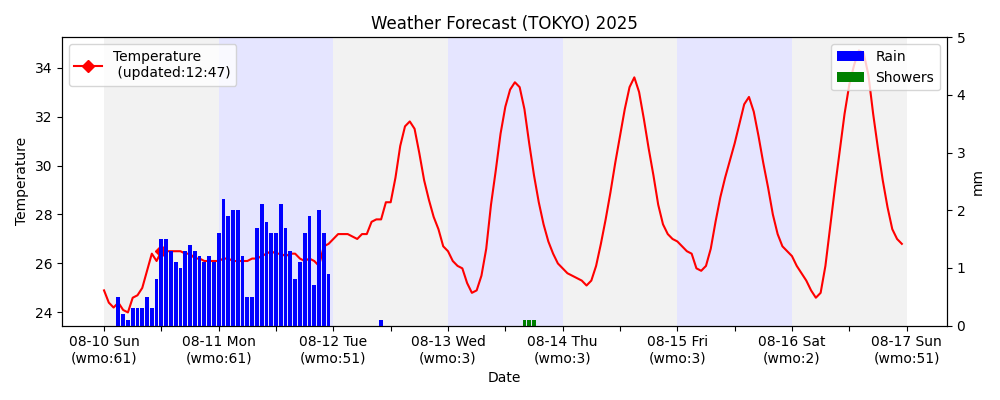 Weather Forecast (TOKYO) 2025
Temperature
(updated:12:47)
Rain
Showers
34
32
30
28
26
24
Temperature
5
4
3
2
1
0
mm
08-10 Sun
(wmo:61)
08-11 Mon
(wmo:61)
08-12 Tue
(wmo:51)
08-13 Wed
(wmo:3)
08-14 Thu
(wmo:3)
08-15 Fri
(wmo:3)
08-16 Sat
(wmo:2)
08-17 Sun
(wmo:51)
Date